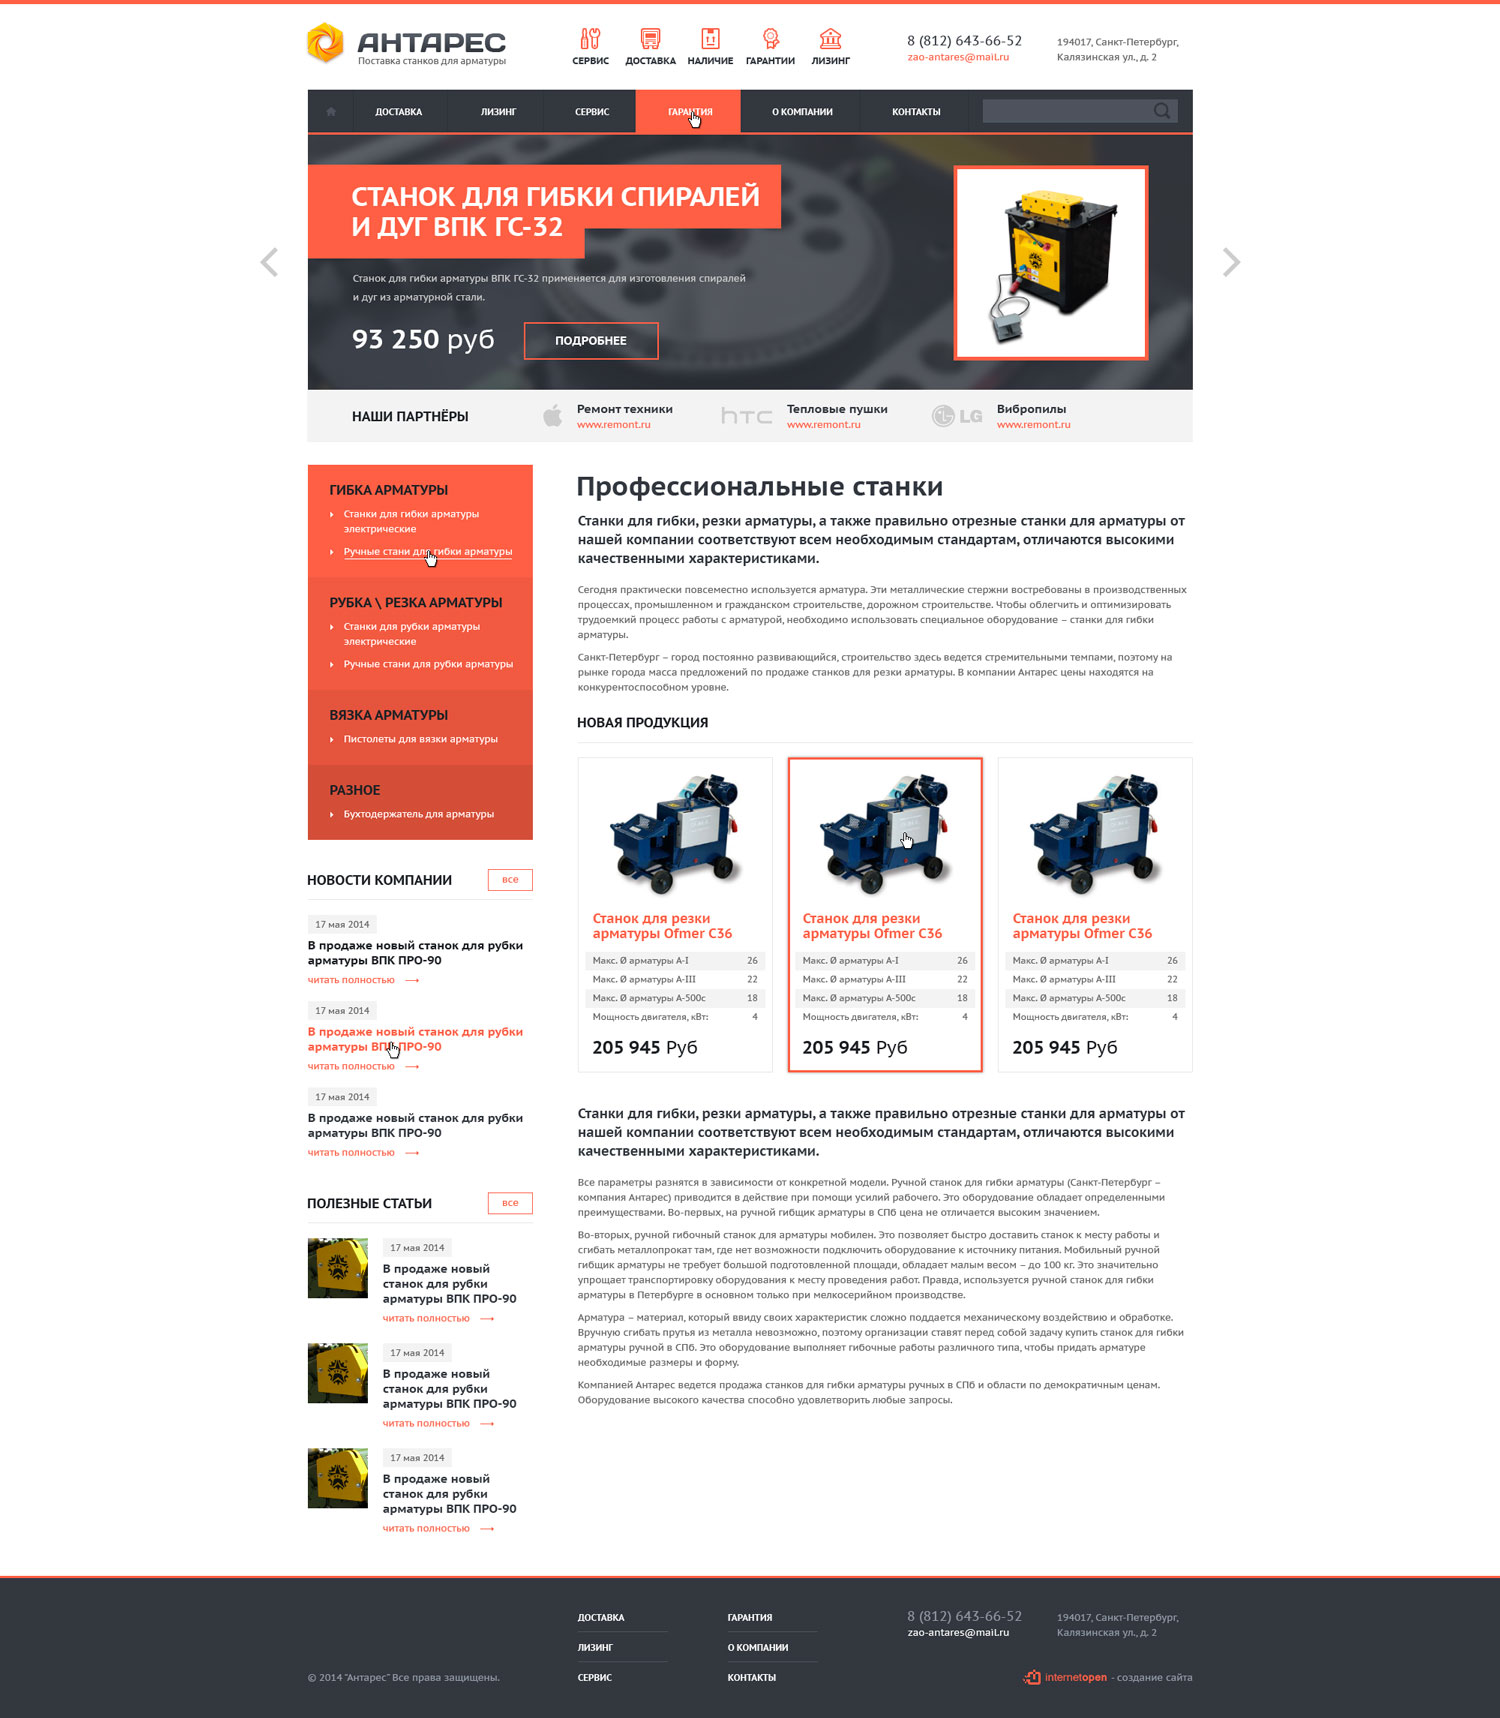 АНТАРЕС
Поставка станков для арматуры
СЕРВИС
ДОСТАВКА
НАЛИЧИЕ
ГАРАНТИИ
ЛИЗИНГ
8 (812) 643-66-52
zao-antares@mail.ru
194017, Санкт-Петербург,
Калязинская ул., д. 2
ДОСТАВКА
ЛИЗИНГ
СЕРВИС
ГАРАНТИЯ
О КОМПАНИИ
КОНТАКТЫ
СТАНОК ДЛЯ ГИБКИ СПИРАЛЕЙ
И ДУГ ВПК ГС-32
Станок для гибки арматуры ВПК ГС-32 применяется для изготовления спиралей
и дуг из арматурной стали.
93 250 руб
ПОДРОБНЕЕ
НАШИ ПАРТНЁРЫ
Ремонт техники
www.remont.ru
hTC
Тепловые пушки
www.remont.ru
LG
Вибропилы
www.remont.ru
ГИБКА АРМАТУРЫ
Станки для гибки арматуры
электрические
Ручные стани для гибки арматуры
РУБКА \ РЕЗКА АРМАТУРЫ
Станки для рубки арматуры
электрические
Ручные стани для рубки арматуры
ВЯЗКА АРМАТУРЫ
Пистолеты для вязки арматуры
РАЗНОЕ
Бухтодержатель для арматуры
НОВОСТИ КОМПАНИИ
все
17 мая 2014
В продаже новый станок для рубки
арматуры ВПК ПРО-90
читать полностью
17 мая 2014
В продаже новый станок для рубки
арматуры ВПК ПРО-90
читать полностью
17 мая 2014
В продаже новый станок для рубки
арматуры ВПК ПРО-90
читать полностью
ПОЛЕЗНЫЕ СТАТЬИ
все
17 мая 2014
В продаже новый
станок для рубки
арматуры ВПК ПРО-90
читать полностью
17 мая 2014
В продаже новый
станок для рубки
арматуры ВПК ПРО-90
читать полностью
17 мая 2014
В продаже новый
станок для рубки
арматуры ВПК ПРО-90
читать полностью
Профессиональные станки
Станки для гибки, резки арматуры, а также правильно отрезные станки для арматуры от
нашей компании соответствуют всем необходимым стандартам, отличаются высокими
качественными характеристиками.
Сегодня практически повсеместно используется арматура. Эти металлические стержни востребованы в производственных
процессах, промышленном и гражданском строительстве, дорожном строительстве. Чтобы облегчить и оптимизировать
трудоемкий процесс работы с арматурой, необходимо использовать специальное оборудование – станки для гибки
арматуры.
Санкт-Петербург – город постоянно развивающийся, строительство здесь ведется стремительными темпами, поэтому на
рынке города масса предложений по продаже станков для резки арматуры. В компании Антарес цены находятся на
конкурентоспособном уровне.
НОВАЯ ПРОДУКЦИЯ
Станок для резки
арматуры Ofmer C36
Макс. Ø арматуры А-I 26
Макс. Ø арматуры А-III 22
Макс. Ø арматуры А-500с 18
Мощность двигателя, кВт: 4
205 945 Руб
Станок для резки
арматуры Ofmer C36
Макс. Ø арматуры А-I 26
Макс. Ø арматуры А-III 22
Макс. Ø арматуры А-500с 18
Мощность двигателя, кВт: 4
205 945 Руб
Станок для резки
арматуры Ofmer C36
Макс. Ø арматуры А-I 26
Макс. Ø арматуры А-III 22
Макс. Ø арматуры А-500с 18
Мощность двигателя, кВт: 4
205 945 Руб
Станки для гибки, резки арматуры, а также правильно отрезные станки для арматуры от
нашей компании соответствуют всем необходимым стандартам, отличаются высокими
качественными характеристиками.
Все параметры разнятся в зависимости от конкретной модели. Ручной станок для гибки арматуры (Санкт-Петербург –
компания Антарес) приводится в действие при помощи усилий рабочего. Это оборудование обладает определенными
преимуществами. Во-первых, на ручной гибщик арматуры в СПб цена не отличается высоким значением.
Во-вторых, ручной гибочный станок для арматуры мобилен. Это позволяет быстро доставить станок к месту работы и
сгибать металлопрокат там, где нет возможности подключить оборудование к источнику питания. Мобильный ручной
гибщик арматуры не требует большой подготовленной площади, обладает малым весом – до 100 кг. Это значительно
упрощает транспортировку оборудования к месту проведения работ. Правда, используется ручной станок для гибки
арматуры в Петербурге в основном только при мелкосерийном производстве.
Арматура – материал, который ввиду своих характеристик сложно поддается механическому воздействию и обработке.
Вручную сгибать прутья из металла невозможно, поэтому организации ставят перед собой задачу купить станок для гибки
арматуры ручной в СПб. Это оборудование выполняет гибочные работы различного типа, чтобы придать арматуре
необходимые размеры и форму.
Компанией Антарес ведется продажа станков для гибки арматуры ручных в СПб и области по демократичным ценам.
Оборудование высокого качества способно удовлетворить любые запросы.
© 2014 "Антарес" Все права защищены.
ДОСТАВКА
ЛИЗИНГ
СЕРВИС
ГАРАНТИЯ
О КОМПАНИИ
КОНТАКТЫ
8 (812) 643-66-52
zao-antares@mail.ru
194017, Санкт-Петербург,
Калязинская ул., д. 2
internetopen - создание сайта